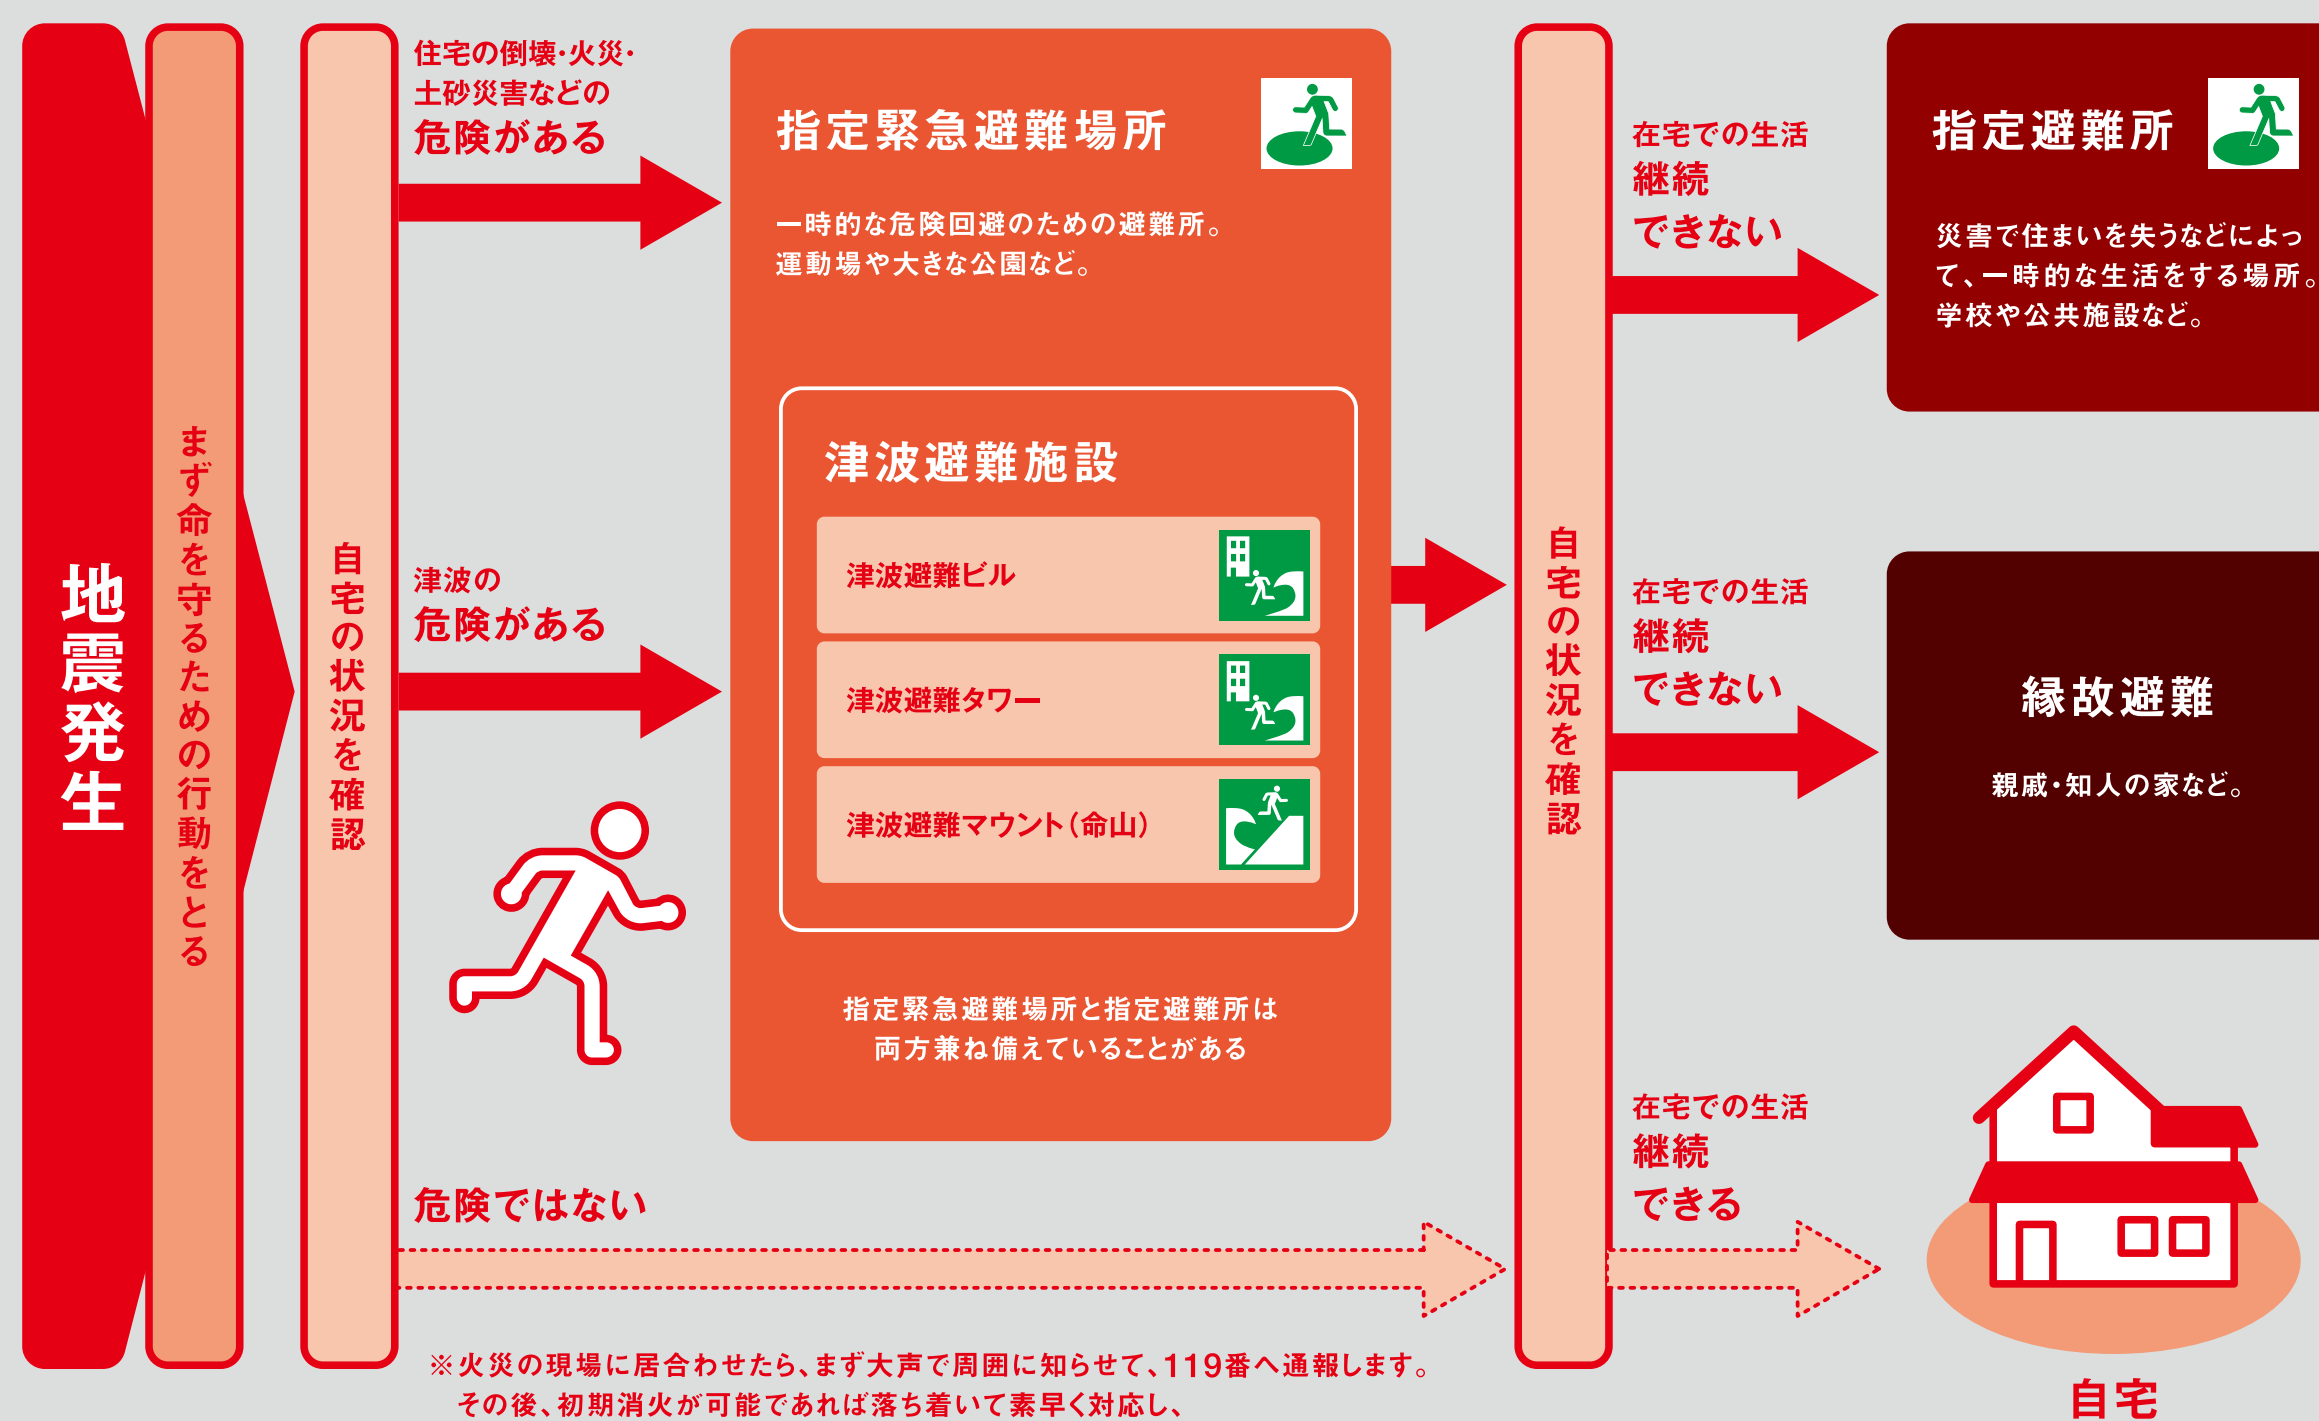 地震発生
まず命を守るための行動をとる
自宅の状況を確認
住宅の倒壊・火災・
土砂災害などの
危険がある
津波の
危険がある
危険ではない
指定緊急避難場所
一時的な危険回避のための避難所。
運動場や大きな公園など。
津波避難施設
津波避難ビル
津波避難タワー
津波避難マウント（命山）
指定緊急避難場所と指定避難所は
両方兼ね備えていることがある
自宅の状況を確認
在宅での生活
継続
できない
指定避難所
災害で住まいを失うなどによっ
て、一時的な生活をする場所。
学校や公共施設など。
在宅での生活
継続
できない
縁故避難
親戚・知人の家など。
在宅での生活
継続
できる
自宅
※火災の現場に居合わせたら、まず大声で周囲に知らせて、119番へ通報します。
その後、初期消火が可能であれば落ち着いて素早く対応し、